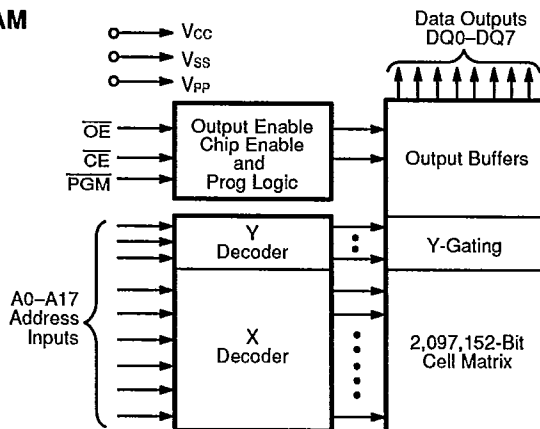 AM
Data Outputs
DQ0–DQ7
VCC
VSS
VPP
OE
CE
PGM
Output Enable
Chip Enable
and
Prog Logic
Output Buffers
Y
Decoder
Y-Gating
A0–A17
Address
Inputs
X
Decoder
2,097,152-Bit
Cell Matrix